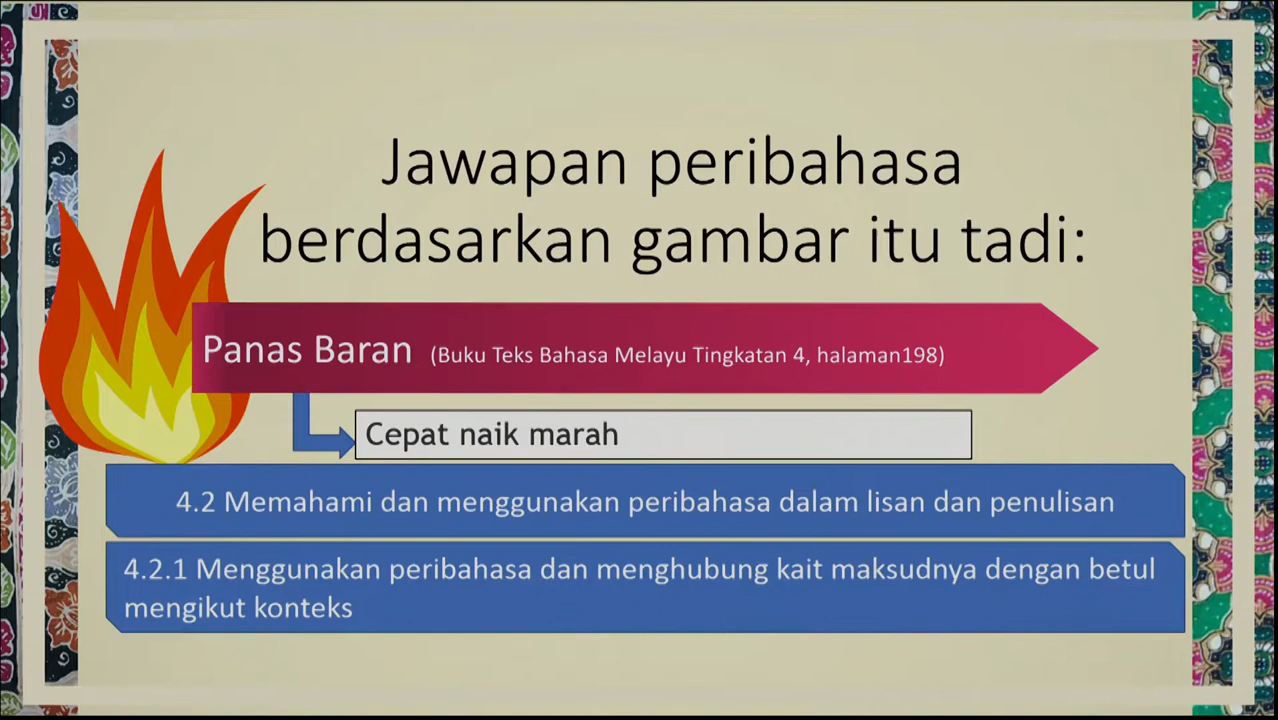 Jawapan peribahasa
berdasarkan gambar itu tadi:
Panas Baran (Buku Teks Bahasa Melayu Tingkatan 4, halaman198)
Cepat naik marah
4.2 Memahami dan menggunakan peribahasa dalam lisan dan penulisan
4.2.1 Menggunakan peribahasa dan menghubung kait maksudnya dengan betul
mengikut konteks